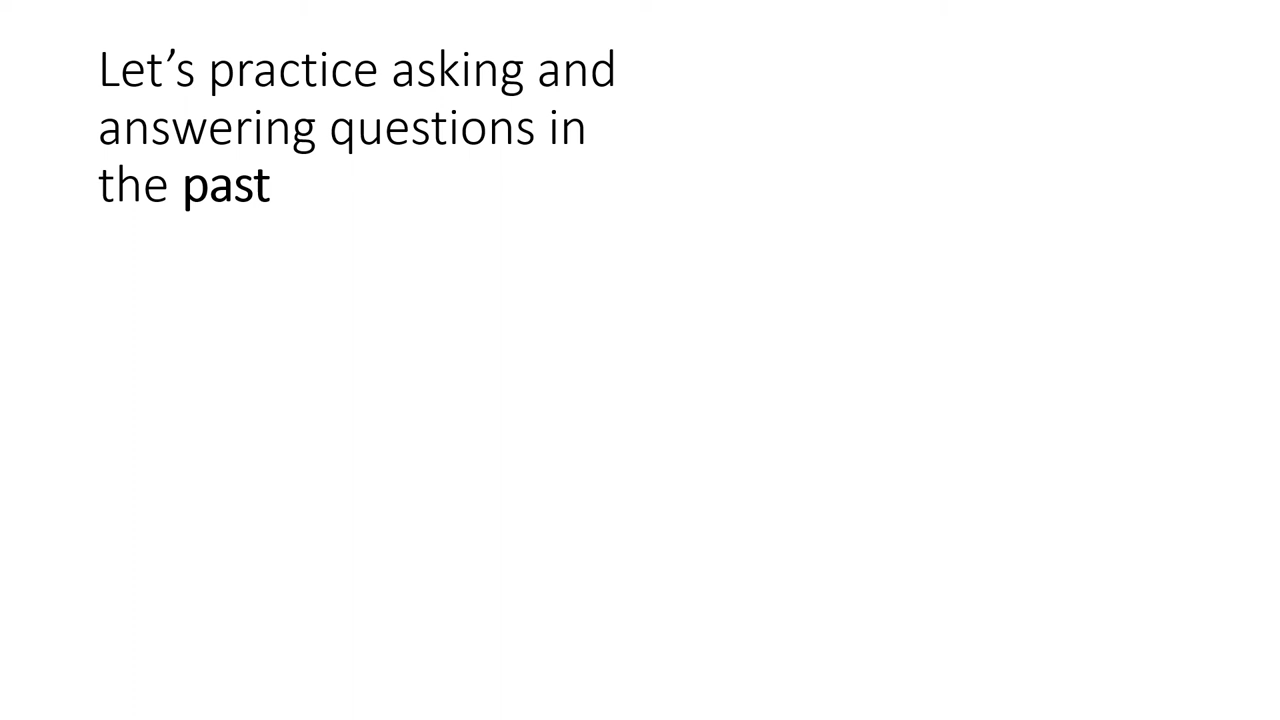 Let’s practice asking and
answering questions in
the past